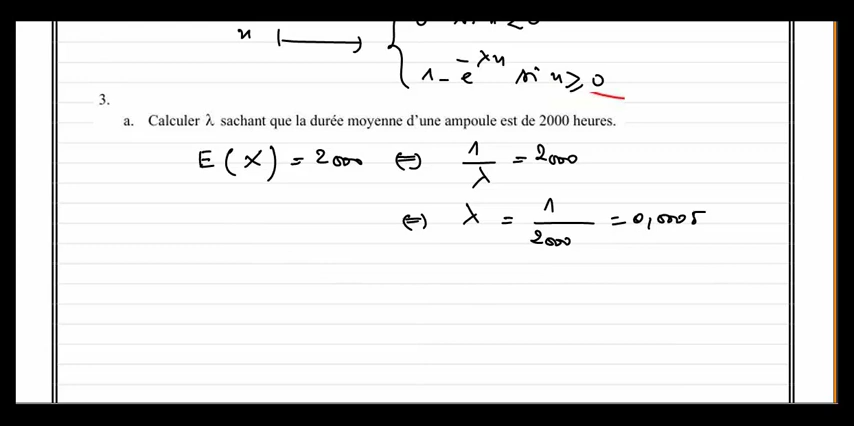 x ⟼ { 1 - e^{-λx} si x ≥ 0
3.
a. Calculer λ sachant que la durée moyenne d'une ampoule est de 2000 heures.
E(X) = 2000 ⇔ 1/λ = 2000
⇔ λ = 1/2000 = 0,0005